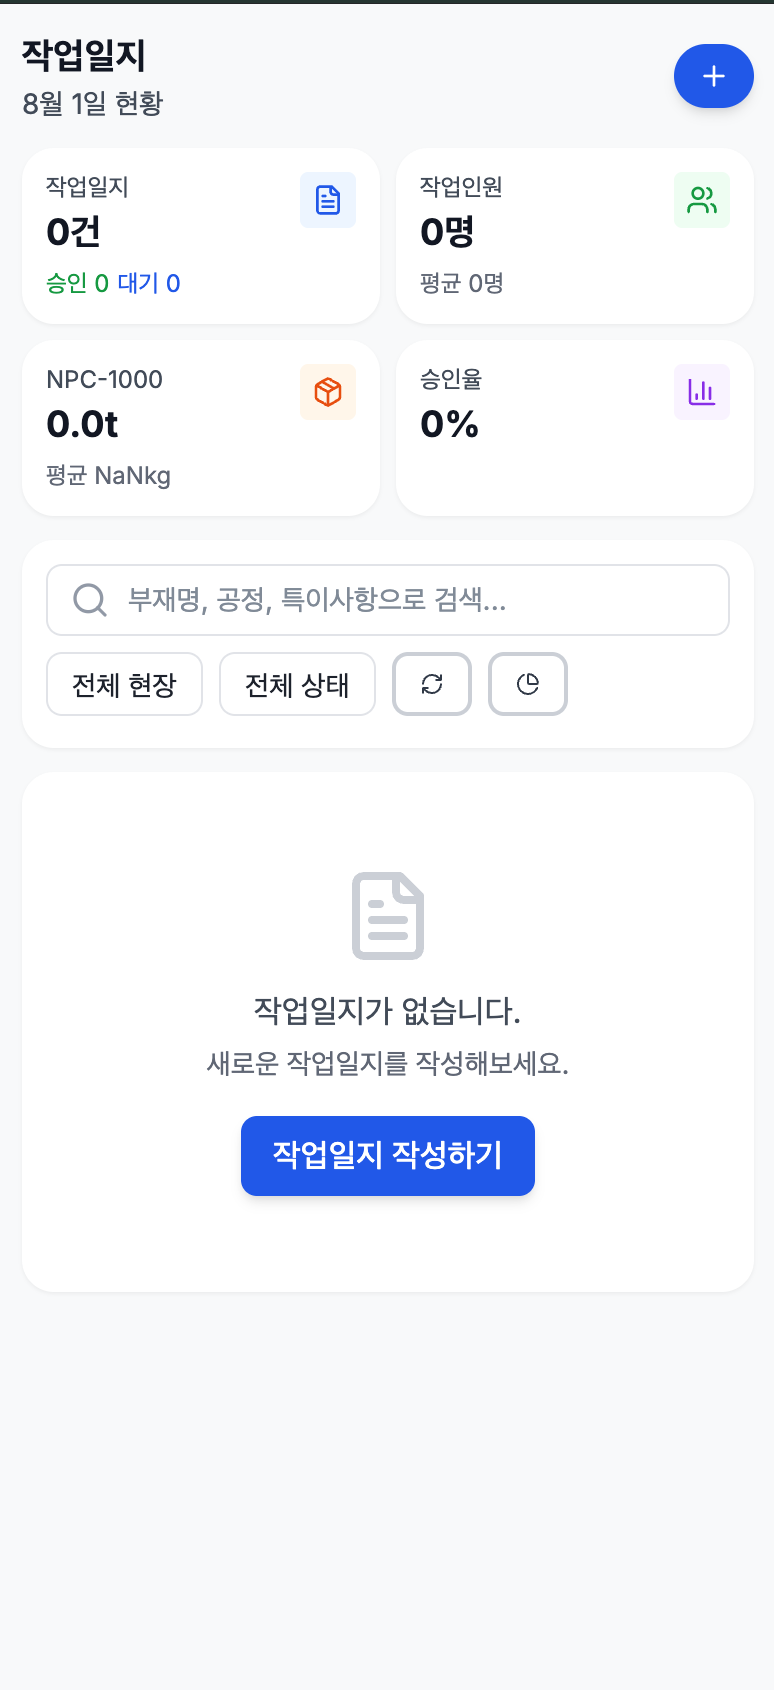 작업일지
8월 1일 현황
작업일지
0건
승인 0 대기 0
작업인원
0명
평균 0명
NPC-1000
0.0t
평균 NaNkg
승인율
0%
부재명, 공정, 특이사항으로 검색...
전체 현장 전체 상태
작업일지가 없습니다.
새로운 작업일지를 작성해보세요.
작업일지 작성하기